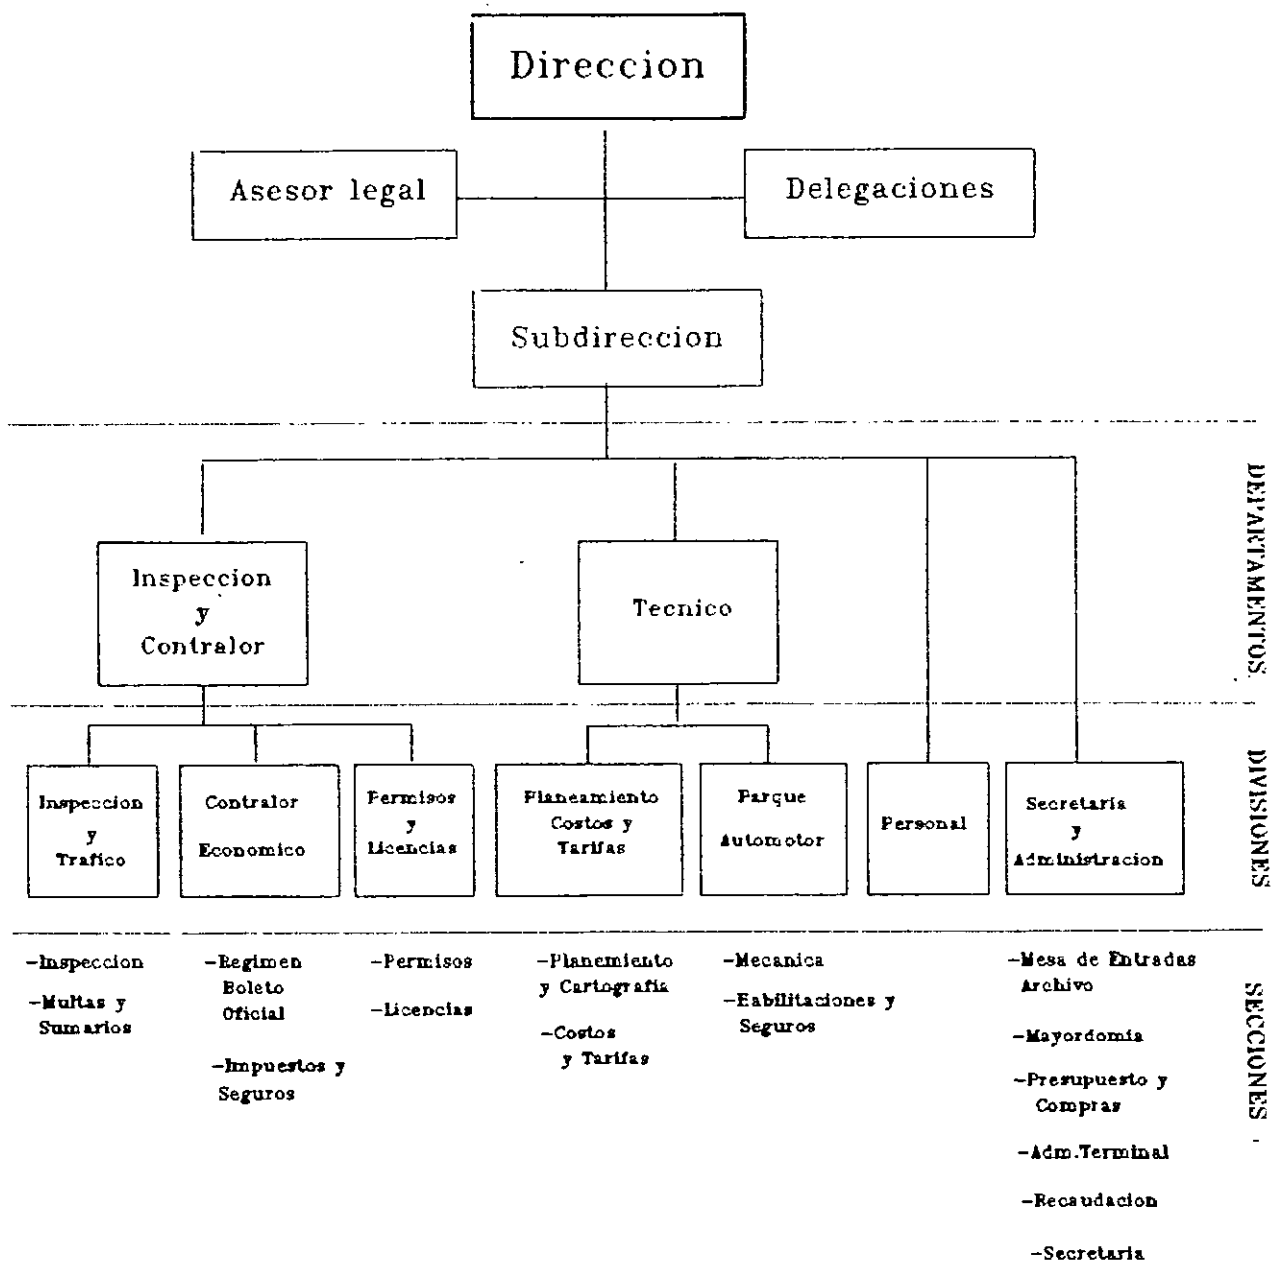 Direccion
Asesor legal
Delegaciones
Subdireccion
DEPARTAMENTOS
Inspeccion
y
Contralor
Tecnico
DIVISIONES
Inspeccion
y
Trafico
Contralor
Economico
Permisos
y
Licencias
Planeamiento
Costos y
Tarifas
Parque
Automotor
Personal
Secretaria
y
Administracion
SECCIONES
-Inspeccion
-Multas y
Sumarios
-Regimen
Boleto
Oficial
-Impuestos y
Seguros
-Permisos
-Licencias
-Planemiento
y Cartografia
-Costos
y Tarifas
-Mecanica
-Habilitaciones y
Seguros
-Mesa de Entradas
Archivo
-Mayordomia
-Presupuesto y
Compras
-Adm.Terminal
-Recaudacion
-Secretaria